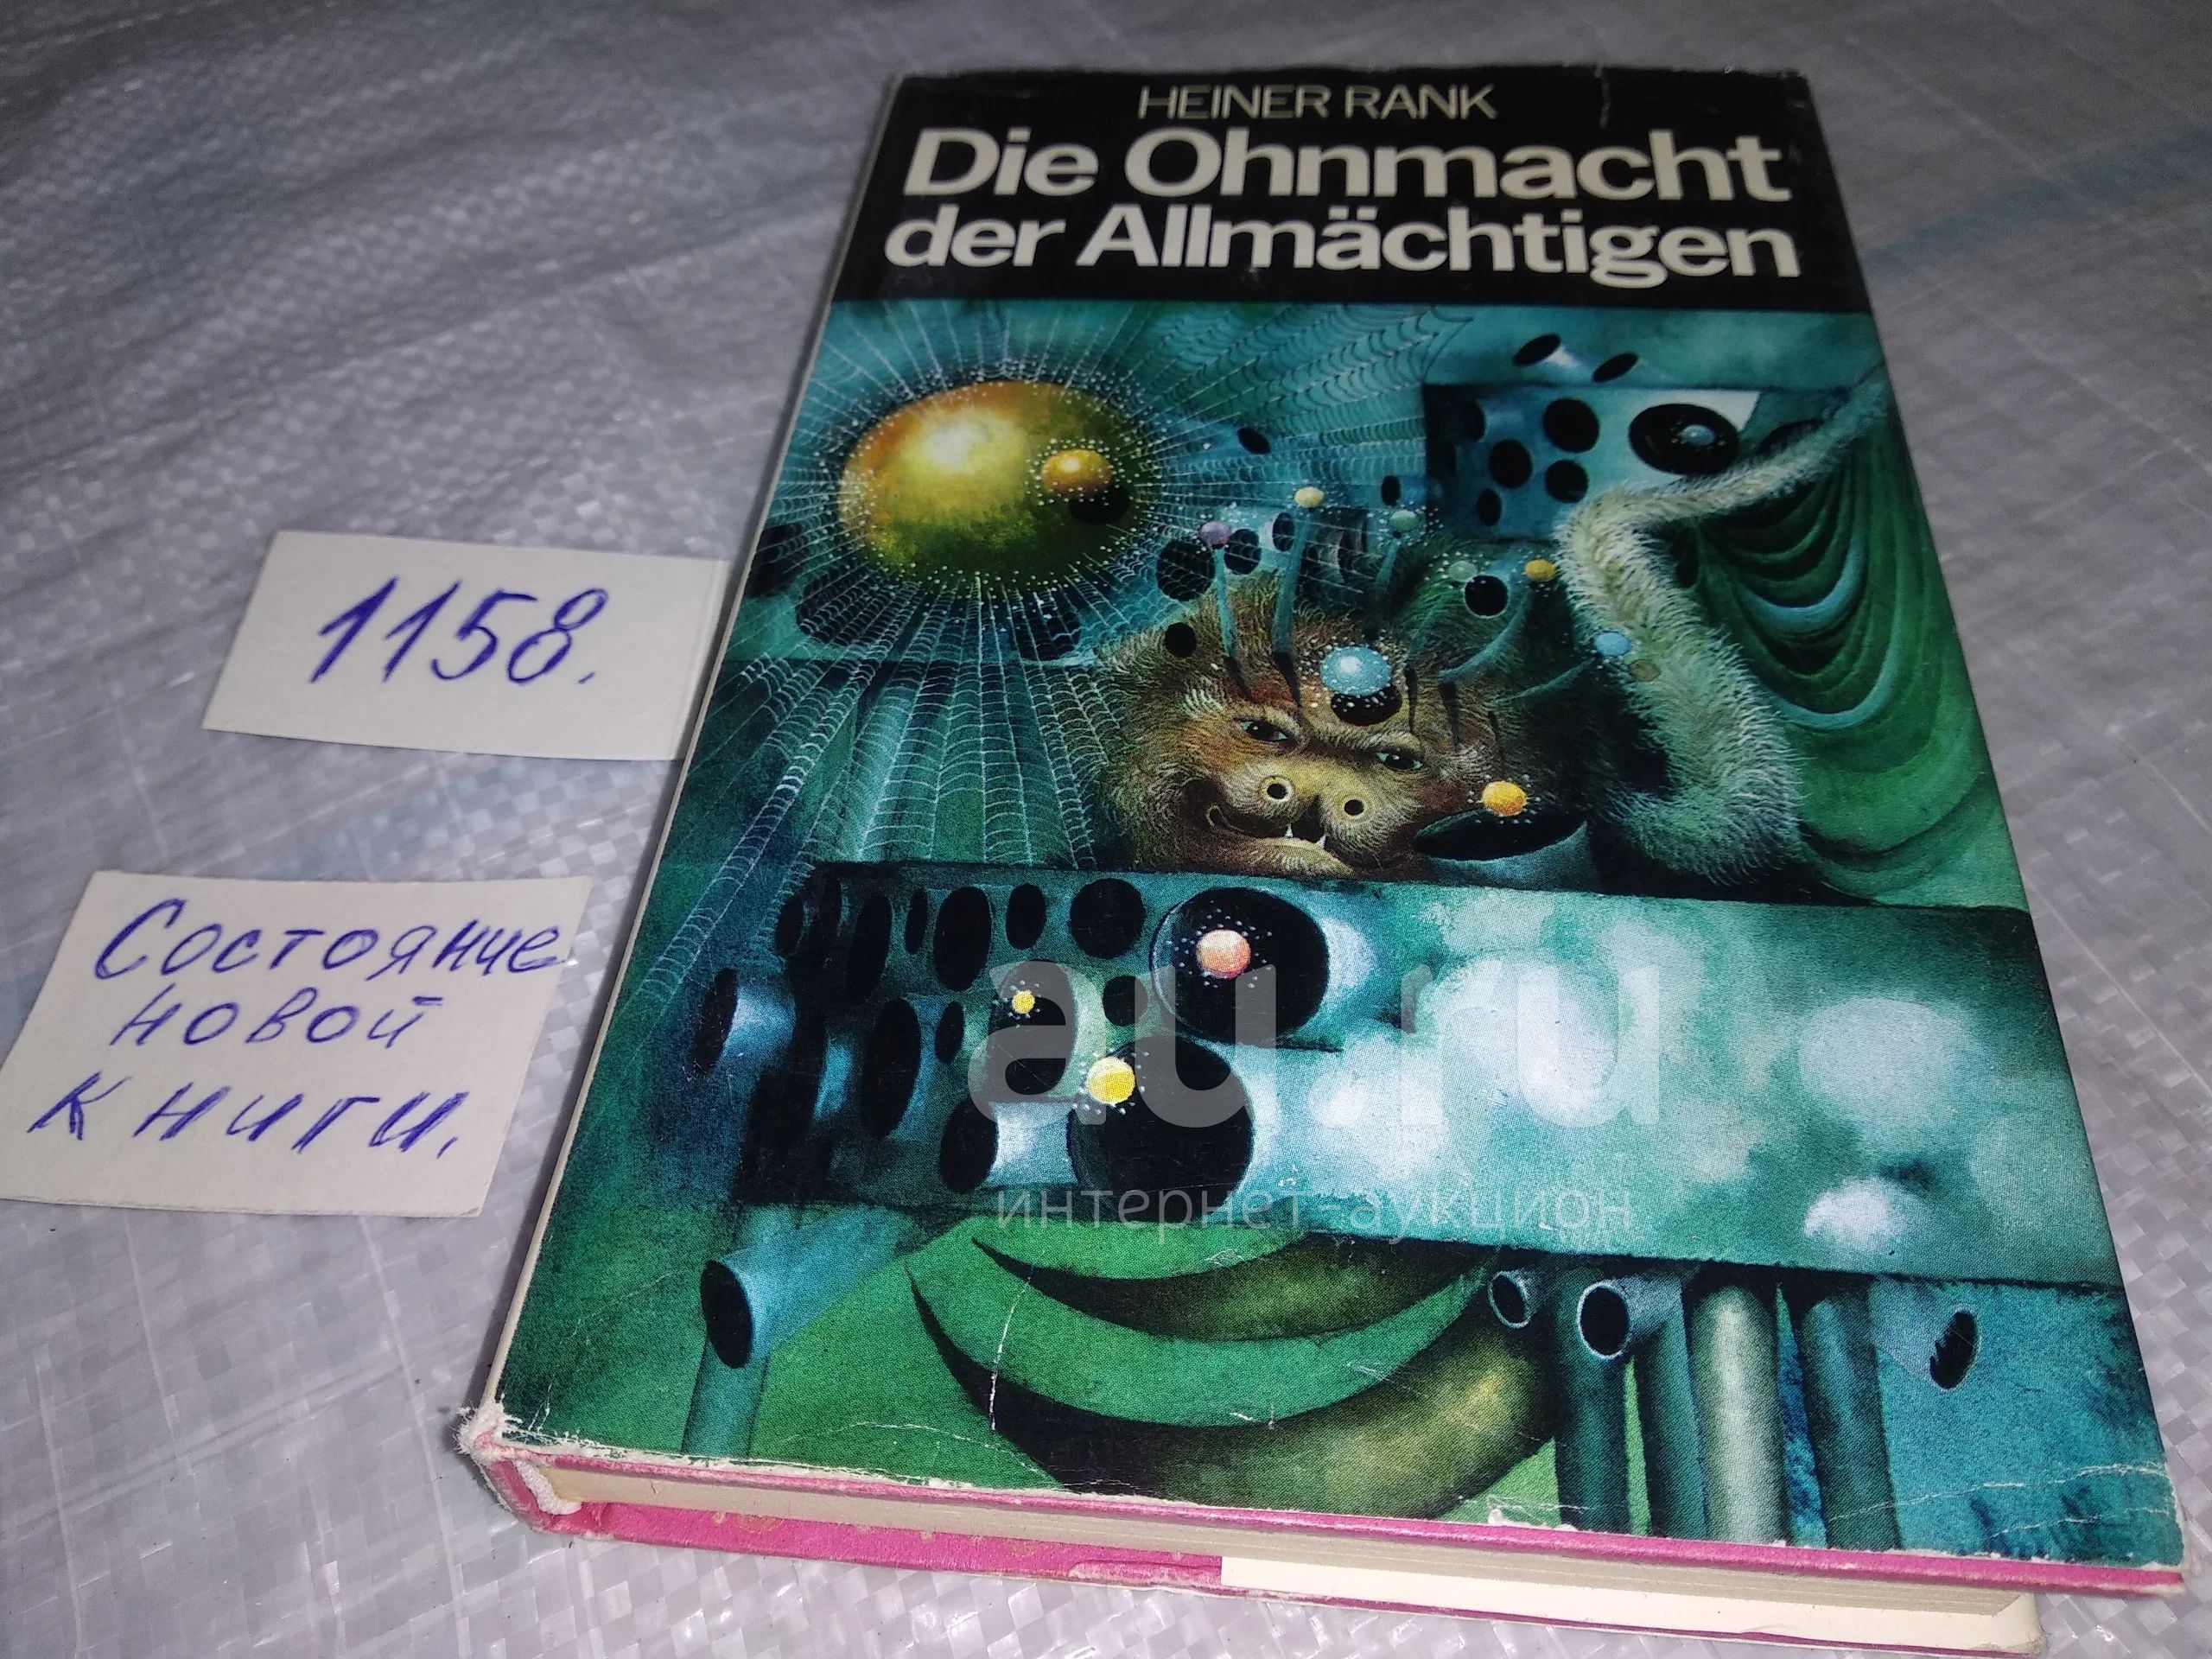 HEINER RANK
Die Ohnmacht
der Allmächtigen
1158.
Состояние
новой
книги.
au.ru
интернет-аукцион